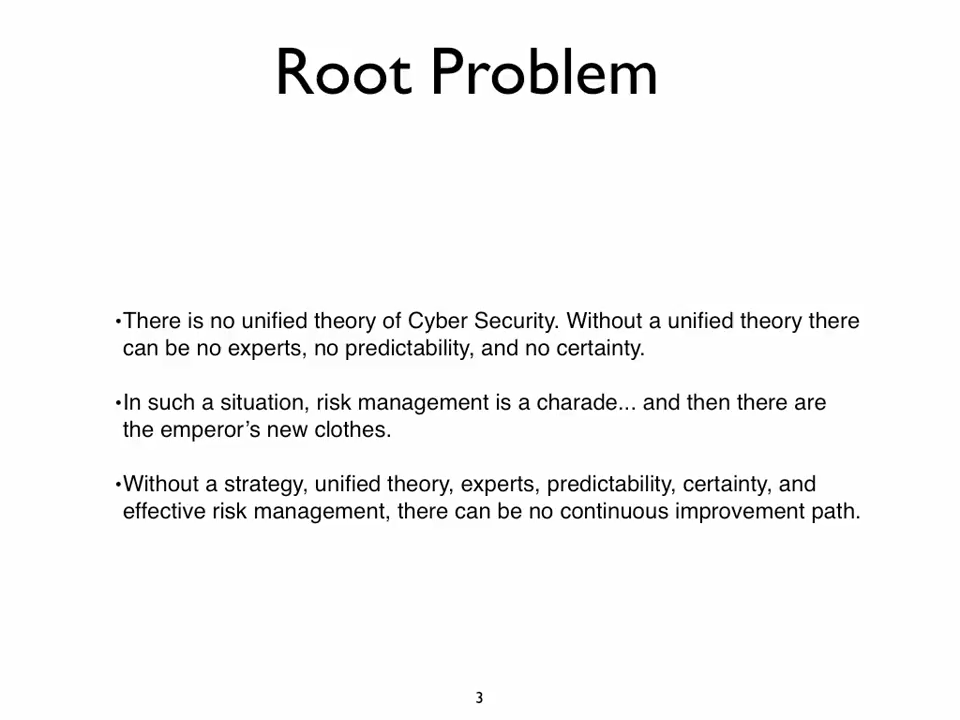 Root Problem
•There is no unified theory of Cyber Security. Without a unified theory there
can be no experts, no predictability, and no certainty.
•In such a situation, risk management is a charade... and then there are
the emperor’s new clothes.
•Without a strategy, unified theory, experts, predictability, certainty, and
effective risk management, there can be no continuous improvement path.
3